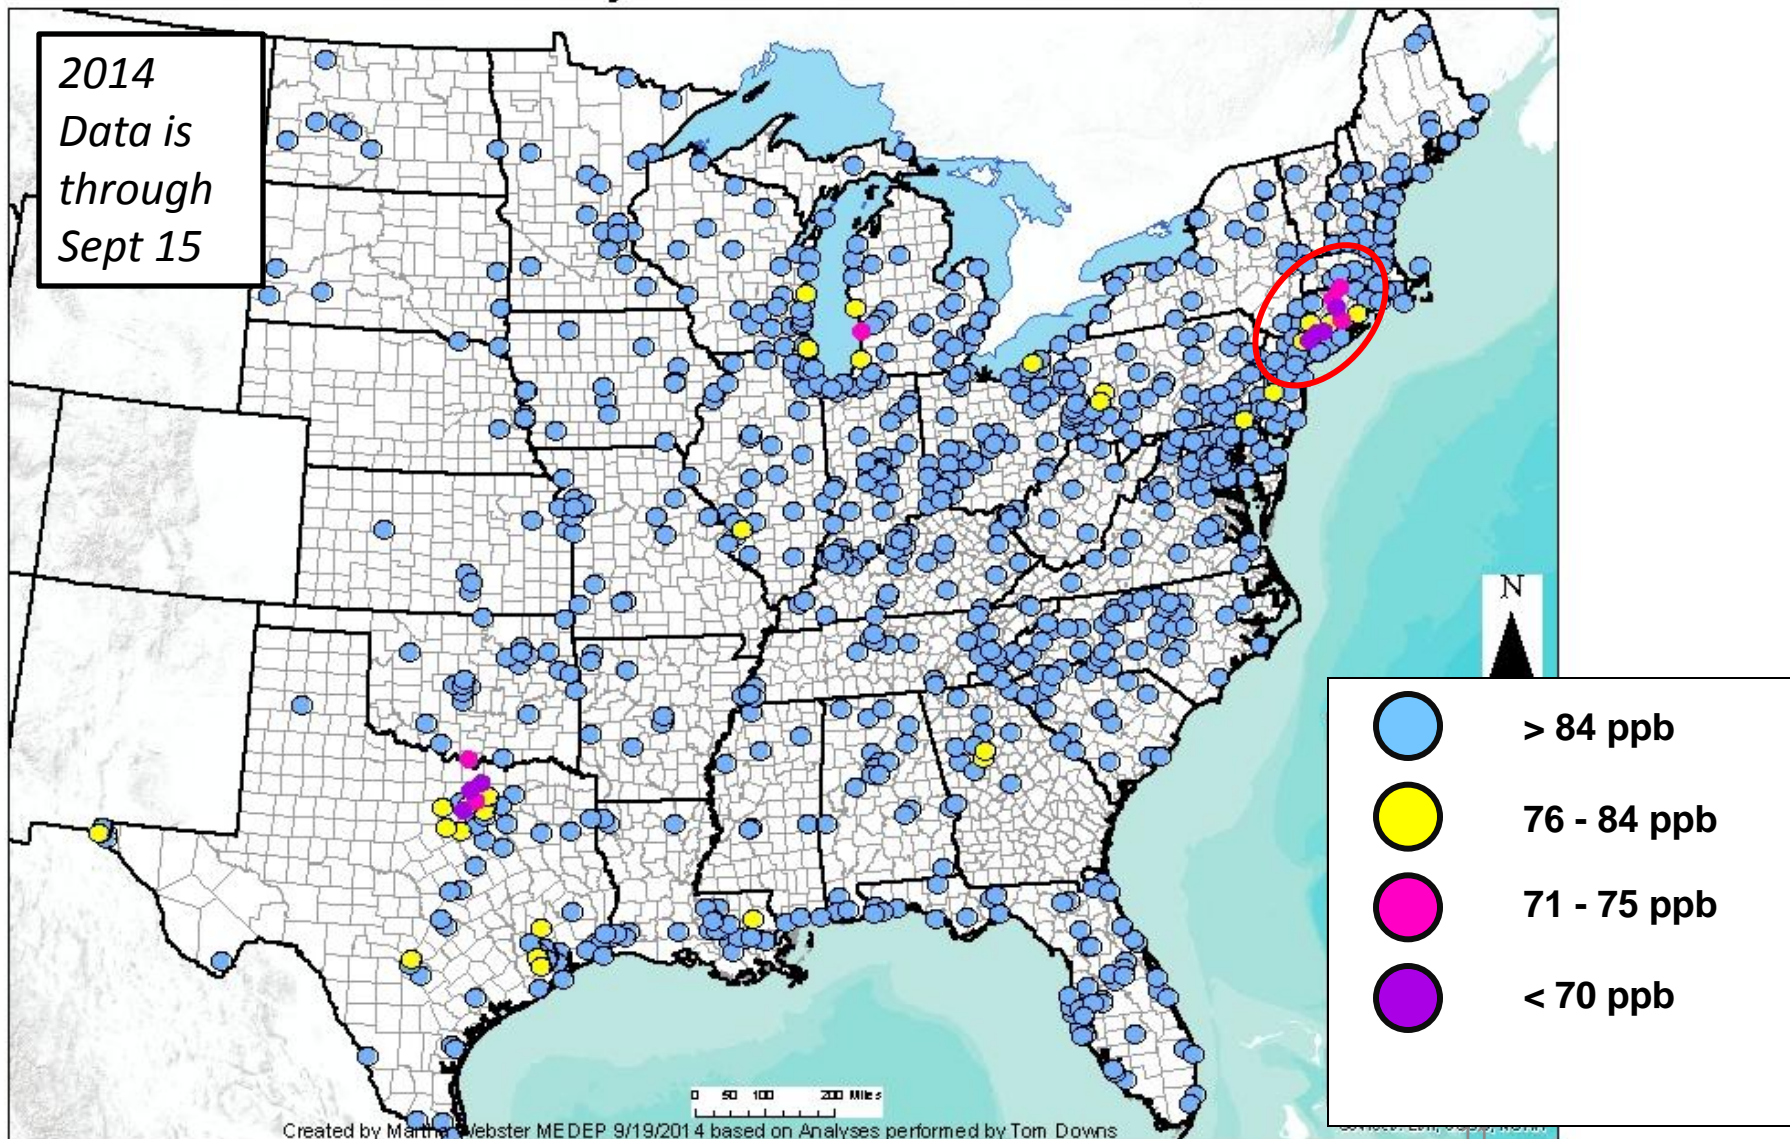 2014
Data is
through
Sept 15
N
> 84 ppb
76 - 84 ppb
71 - 75 ppb
< 70 ppb
0 50 100 200 Miles
Created by Martha Webster MEDEP 9/19/2014 based on Analyses performed by Tom Downs